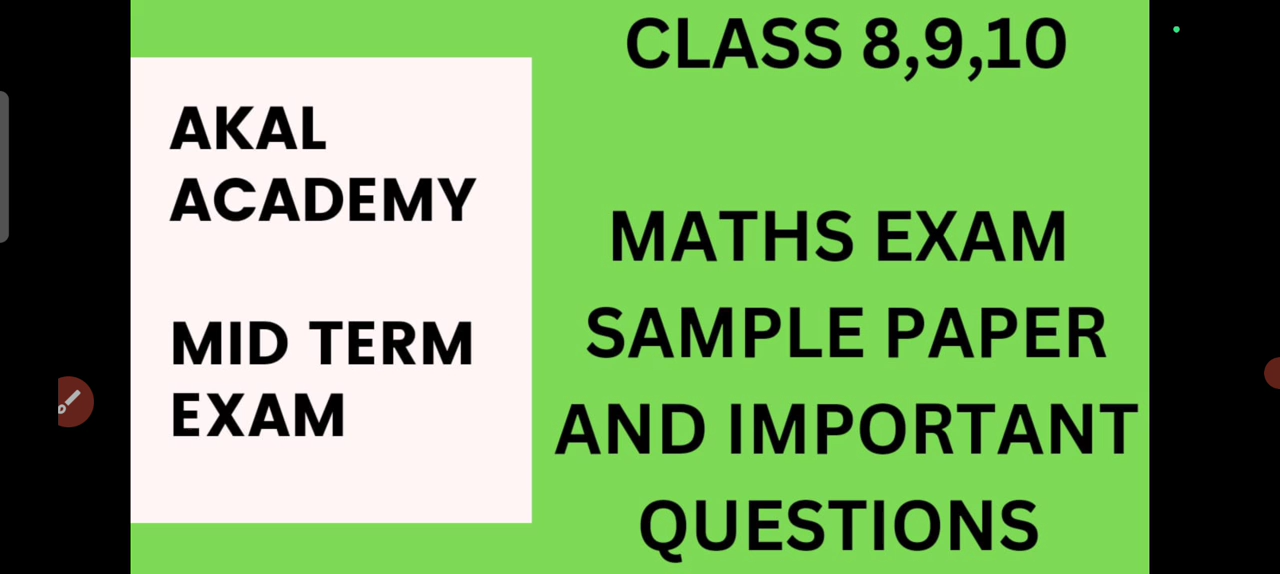 AKAL
ACADEMY
MID TERM
EXAM
CLASS 8,9,10
MATHS EXAM
SAMPLE PAPER
AND IMPORTANT
QUESTIONS